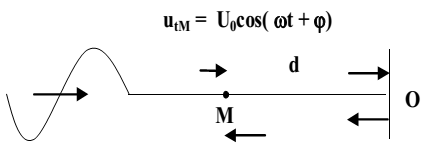 u_tM = U_0cos( ωt + φ)
d
O
M